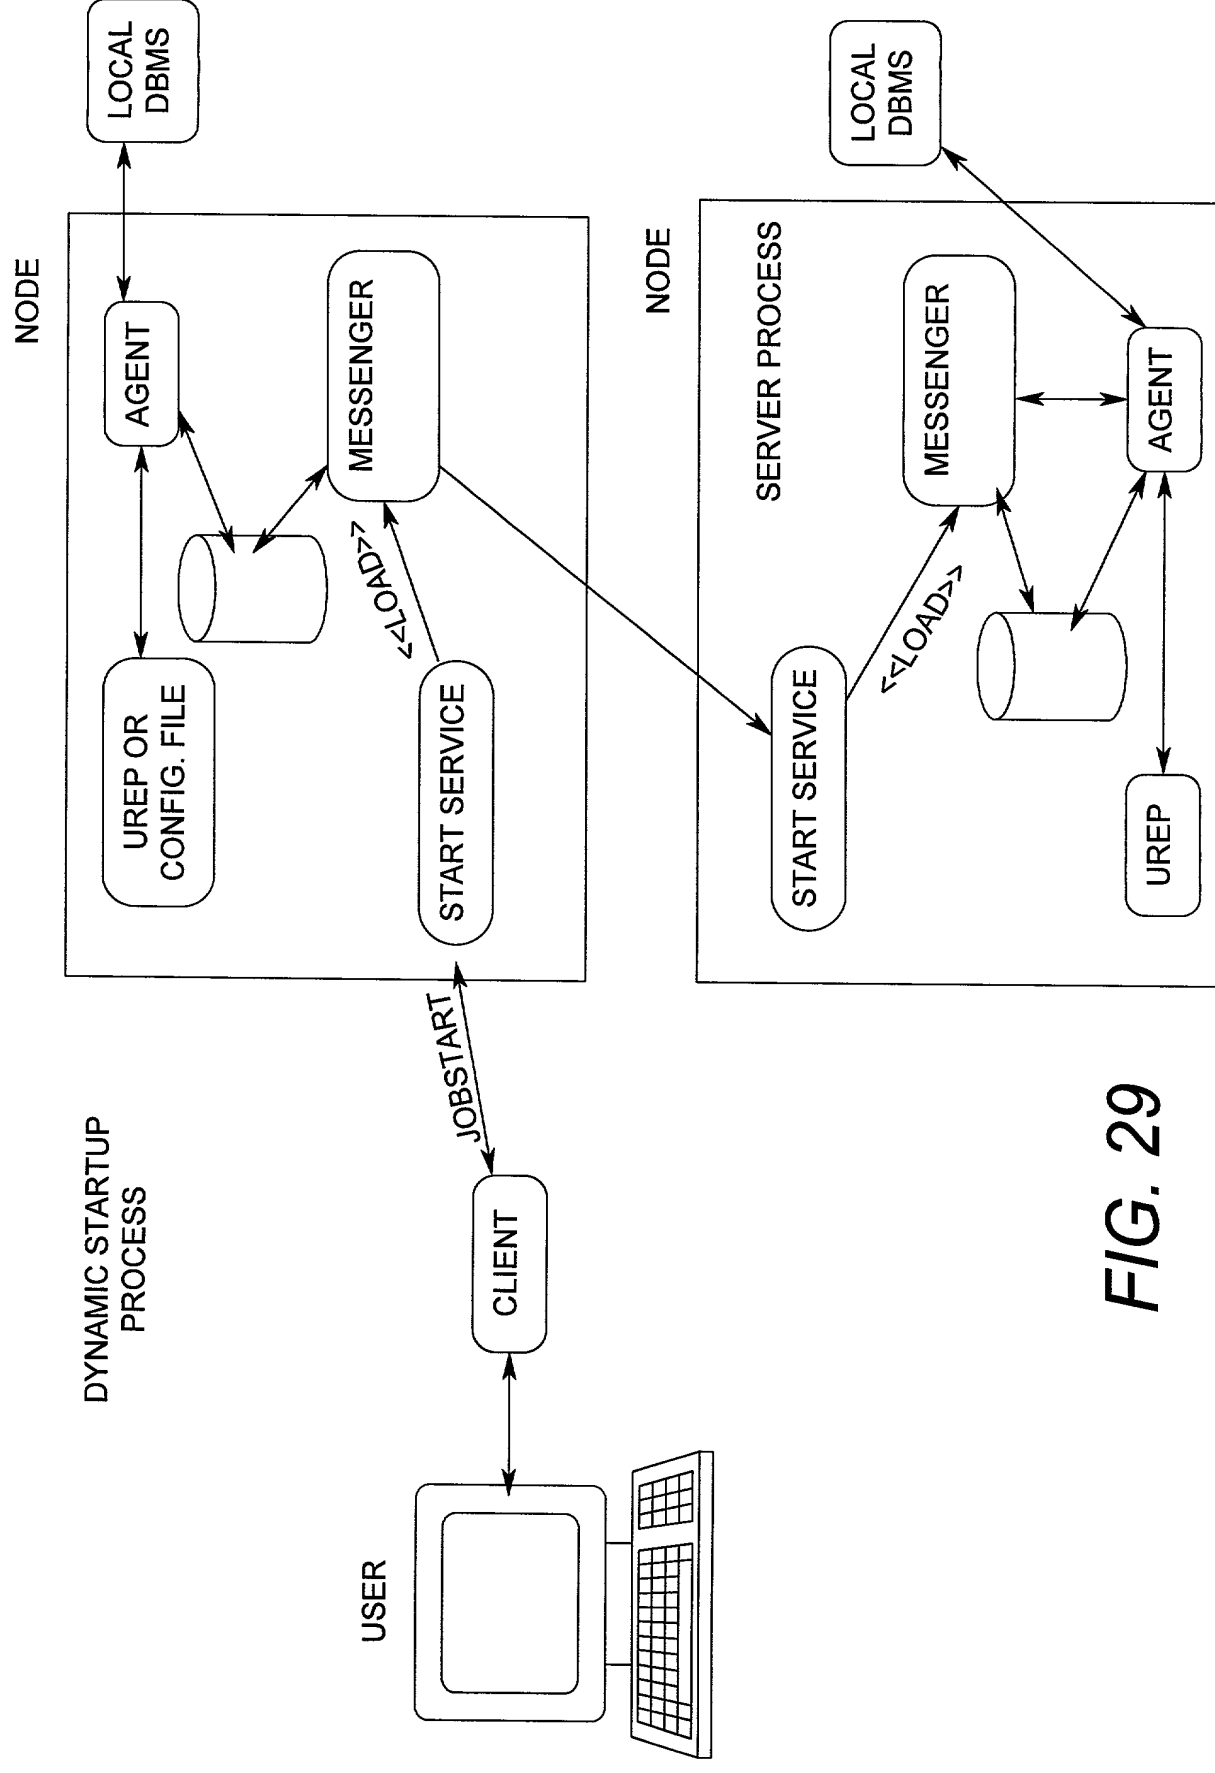 DYNAMIC STARTUP
PROCESS
USER
CLIENT
JOBSTART
NODE
UREP OR
CONFIG. FILE
AGENT
LOCAL
DBMS
START SERVICE
<<LOAD>>
MESSENGER
NODE
SERVER PROCESS
START SERVICE
<<LOAD>>
MESSENGER
LOCAL
DBMS
UREP
AGENT
FIG. 29